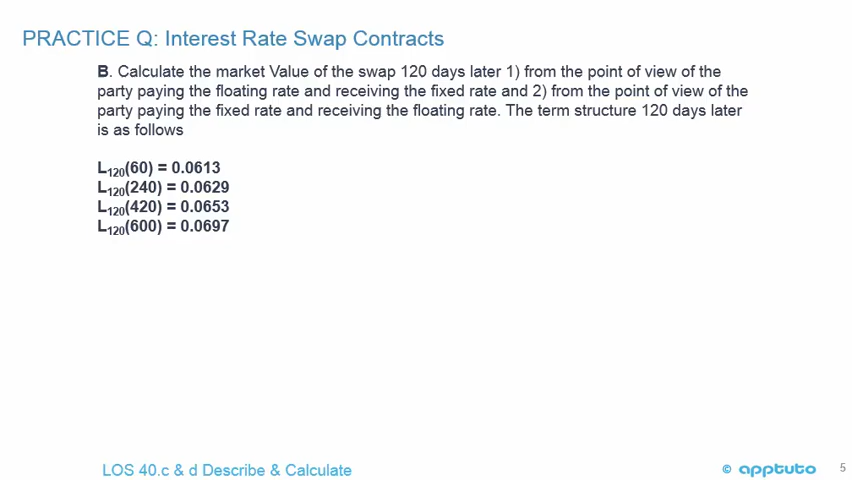 PRACTICE Q: Interest Rate Swap Contracts
B. Calculate the market Value of the swap 120 days later 1) from the point of view of the
party paying the floating rate and receiving the fixed rate and 2) from the point of view of the
party paying the fixed rate and receiving the floating rate. The term structure 120 days later
is as follows
L120(60) = 0.0613
L120(240) = 0.0629
L120(420) = 0.0653
L120(600) = 0.0697
LOS 40.c & d Describe & Calculate
© apptuto
5